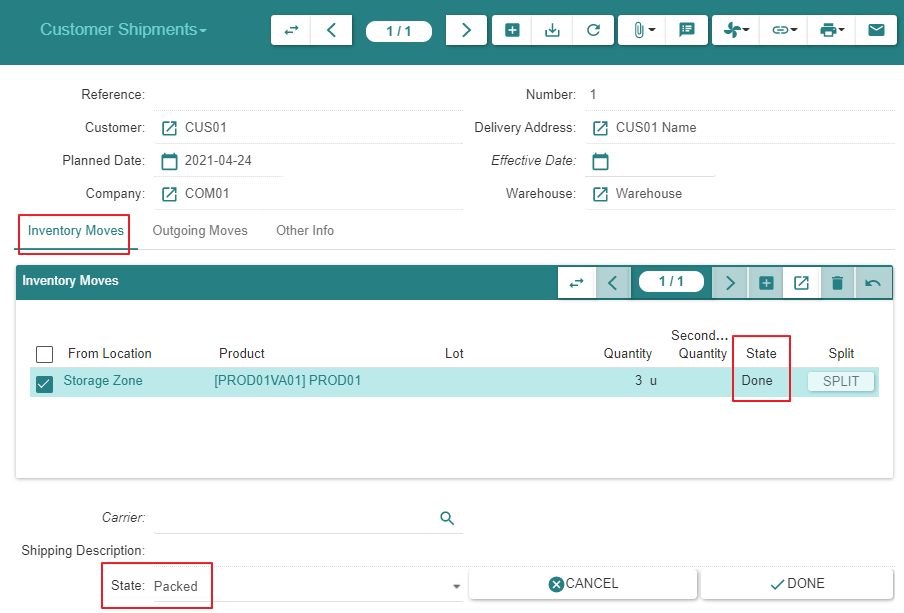 Customer Shipments
1 / 1
Reference:
Number: 1
Customer: CUS01
Delivery Address: CUS01 Name
Planned Date: 2021-04-24
Effective Date:
Company: COM01
Warehouse: Warehouse
Inventory Moves Outgoing Moves Other Info
Inventory Moves
1 / 1
From Location Product Lot Quantity Second... Quantity State Split
Storage Zone [PROD01VA01] PROD01 3 u Done SPLIT
Carrier:
Shipping Description:
State: Packed
CANCEL
DONE